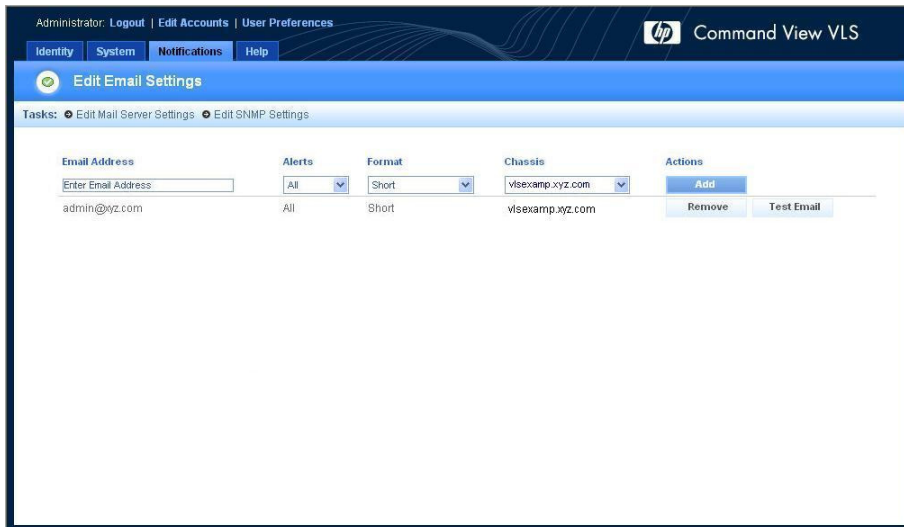 Administrator: Logout | Edit Accounts | User Preferences
hp Command View VLS
Identity System Notifications Help
Edit Email Settings
Tasks: Edit Mail Server Settings Edit SNMP Settings
Email Address Alerts Format Chassis Actions
Enter Email Address All Short vlsexamp.xyz.com Add
admin@xyz.com All Short vlsexamp.xyz.com Remove Test Email